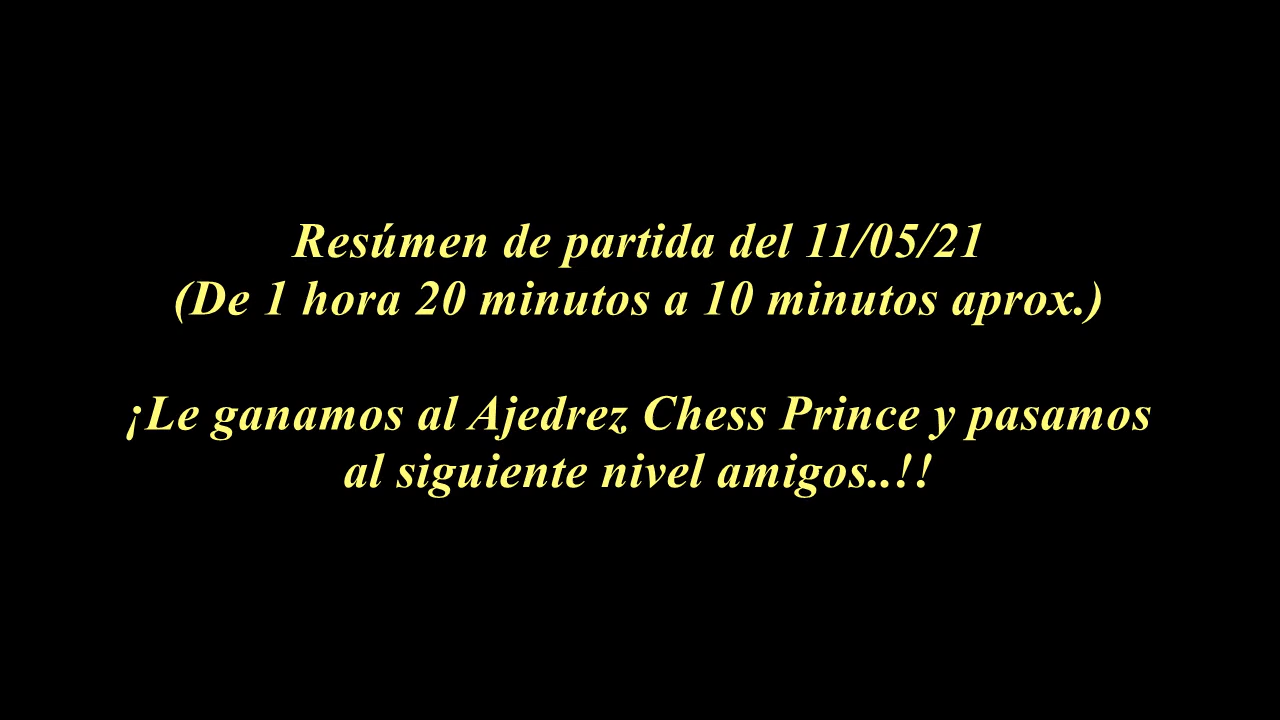 Resúmen de partida del 11/05/21
(De 1 hora 20 minutos a 10 minutos aprox.)
¡Le ganamos al Ajedrez Chess Prince y pasamos
al siguiente nivel amigos..!!